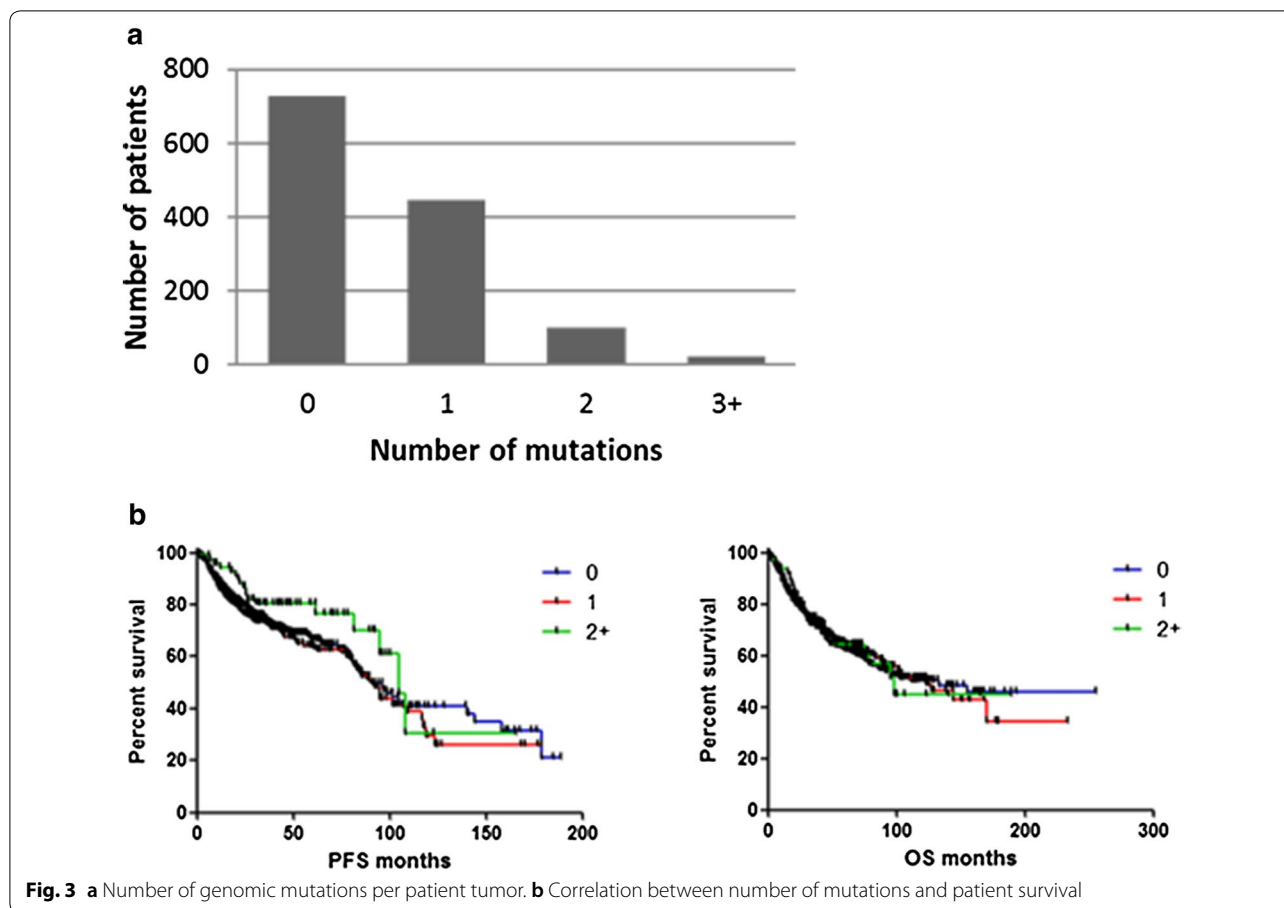 a
800
600
400
200
0
Number of patients
0 1 2 3+
Number of mutations
b
100
80
60
40
20
0
Percent survival
0 50 100 150 200
PFS months
0
1
2+
100
80
60
40
20
0
Percent survival
0 100 200 300
OS months
0
1
2+
Fig. 3 a Number of genomic mutations per patient tumor. b Correlation between number of mutations and patient survival